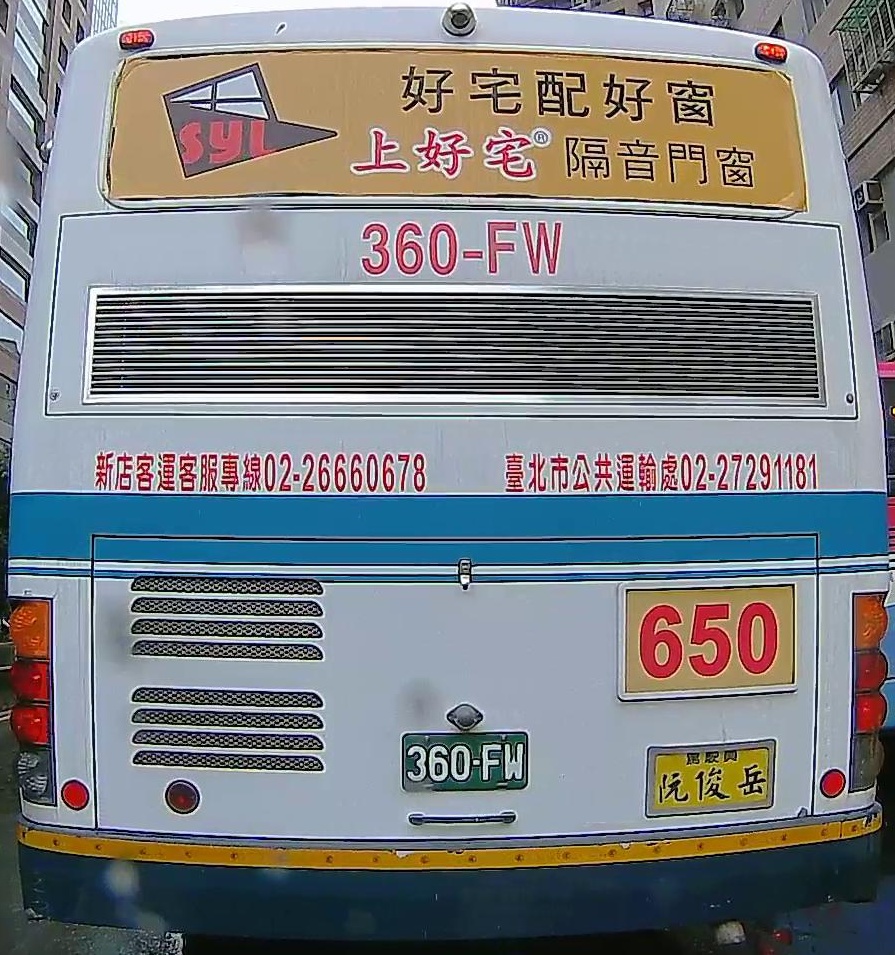 好宅配好窗
SYL
上好宅® 隔音門窗
360-FW
新店客運客服專線02-26660678
臺北市公共運輸處02-27291181
650
360-FW
駕駛員
阮俊岳